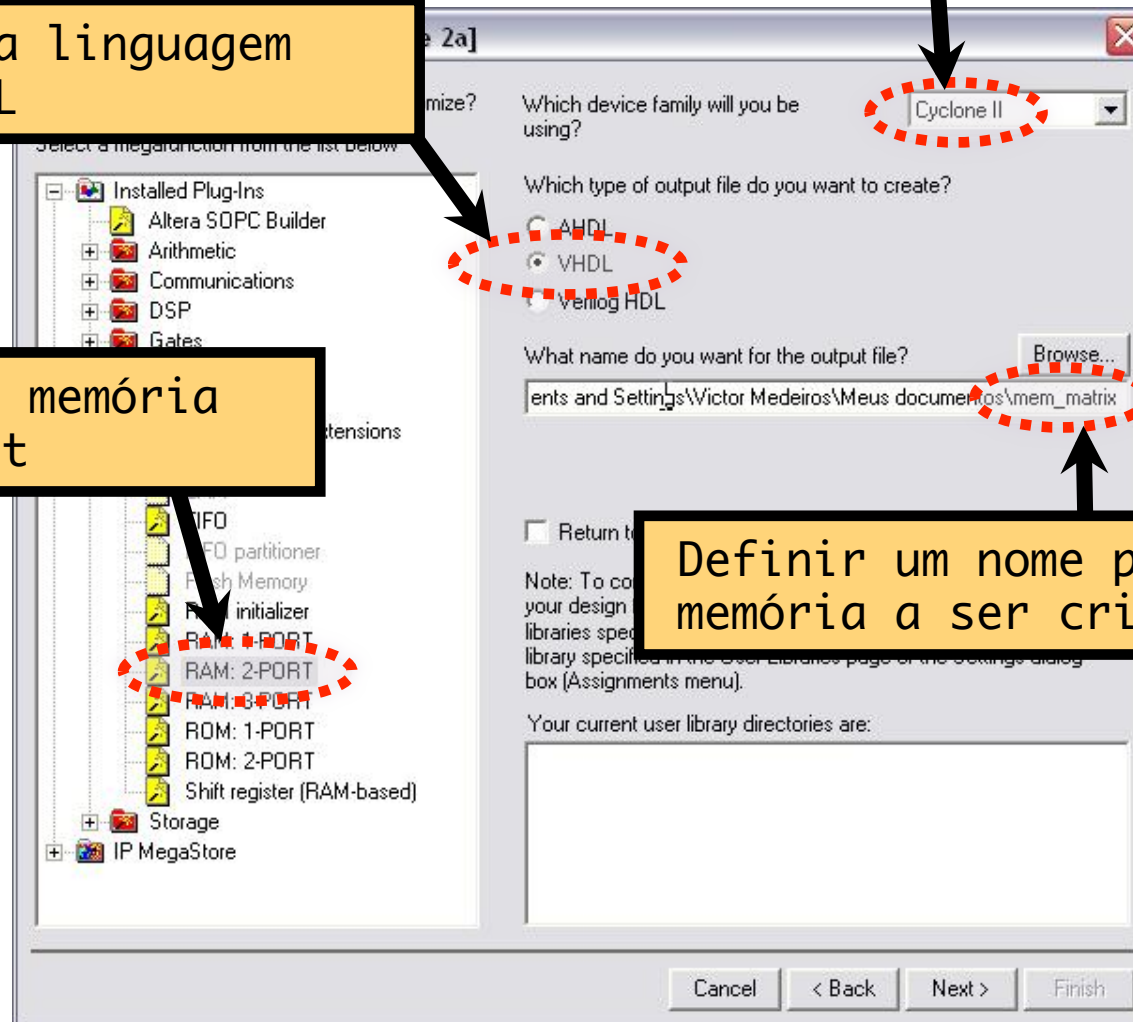 a linguagem
L
e 2a]
mize?
Select a megafunction from the list below
Installed Plug-Ins
Altera SOPC Builder
Arithmetic
Communications
DSP
Gates
memória
t
tensions
FIFO
FIFO partitioner
Flash Memory
initializer
RAM: 1-PORT
RAM: 2-PORT
RAM: 3-PORT
ROM: 1-PORT
ROM: 2-PORT
Shift register (RAM-based)
Storage
IP MegaStore
Which device family will you be
using?
Cyclone II
Which type of output file do you want to create?
AHDL
VHDL
Verilog HDL
What name do you want for the output file?
Browse...
ents and Settings\Victor Medeiros\Meus documentos\mem_matrix
Return to
Definir um nome p
memória a ser cri
Note: To co
your design
libraries spec
library specified in the User Libraries page of the Settings dialog
box (Assignments menu).
Your current user library directories are:
Cancel
< Back
Next >
Finish